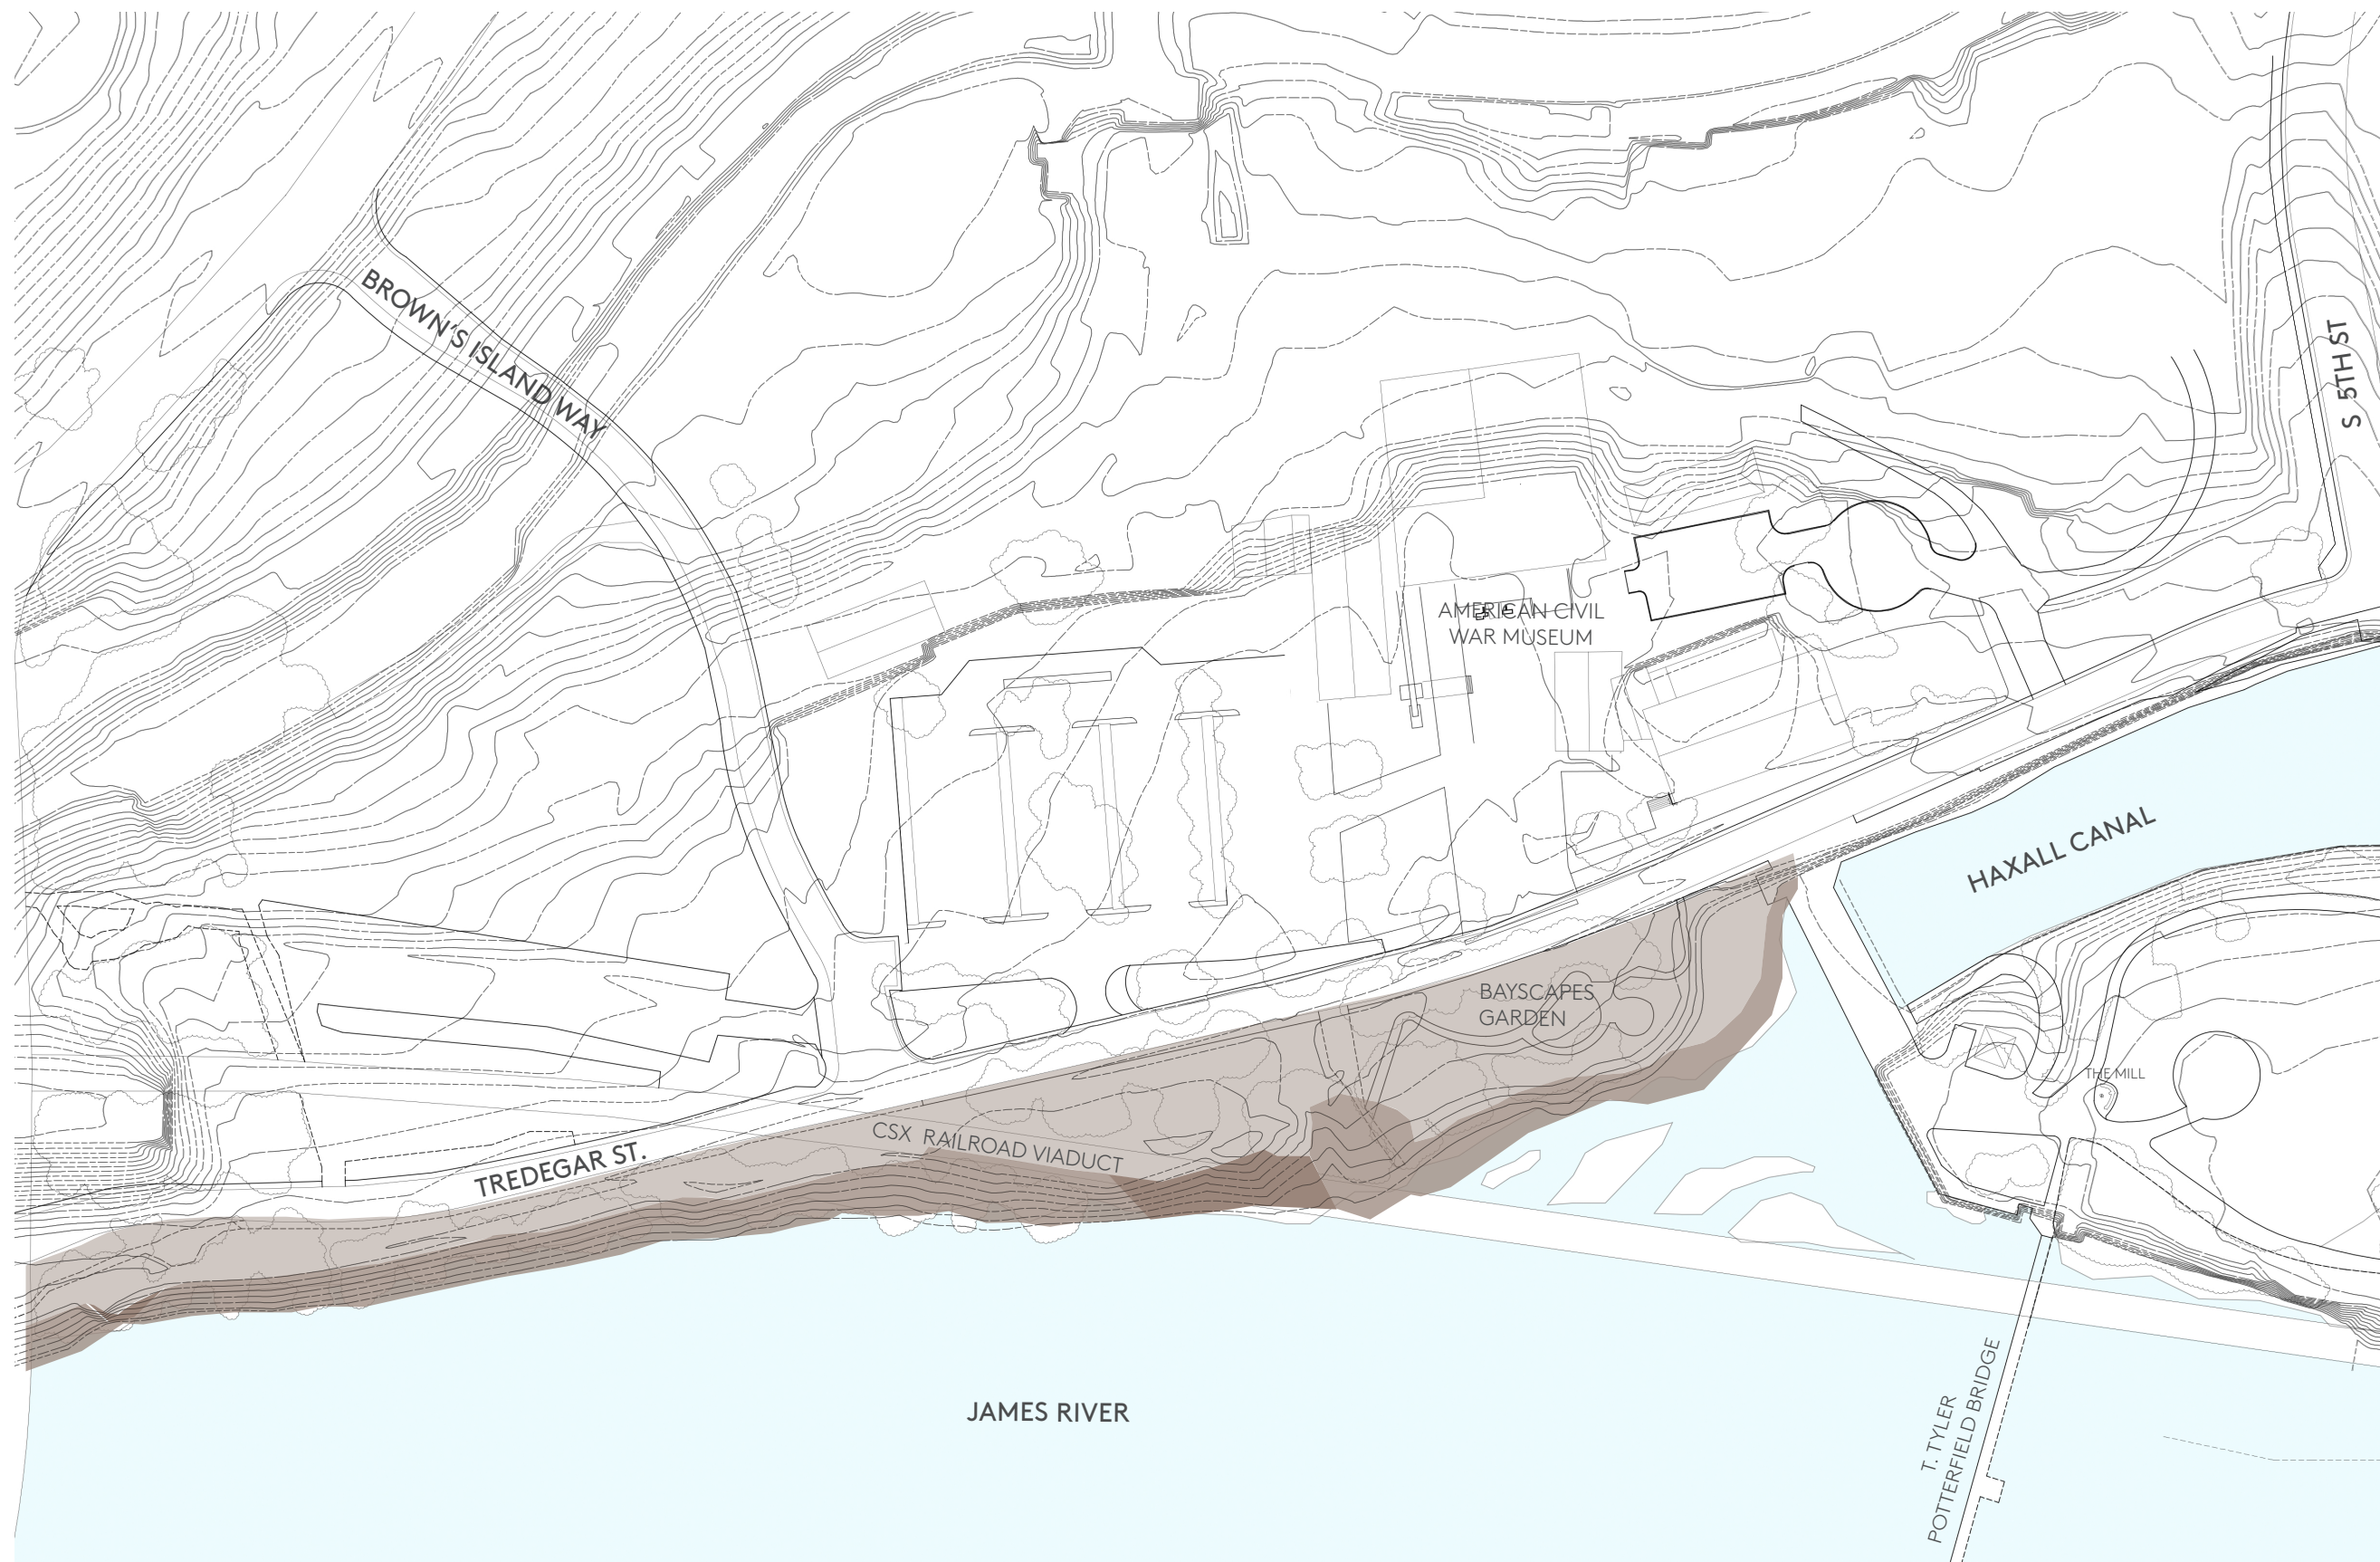 BROWN'S ISLAND WAY
S 5TH ST
AMERICAN CIVIL
WAR MUSEUM
HAXALL CANAL
BAYSCAPES
GARDEN
THE MILL
CSX RAILROAD VIADUCT
TREDEGAR ST.
JAMES RIVER
T. TYLER
POTTERFIELD BRIDGE